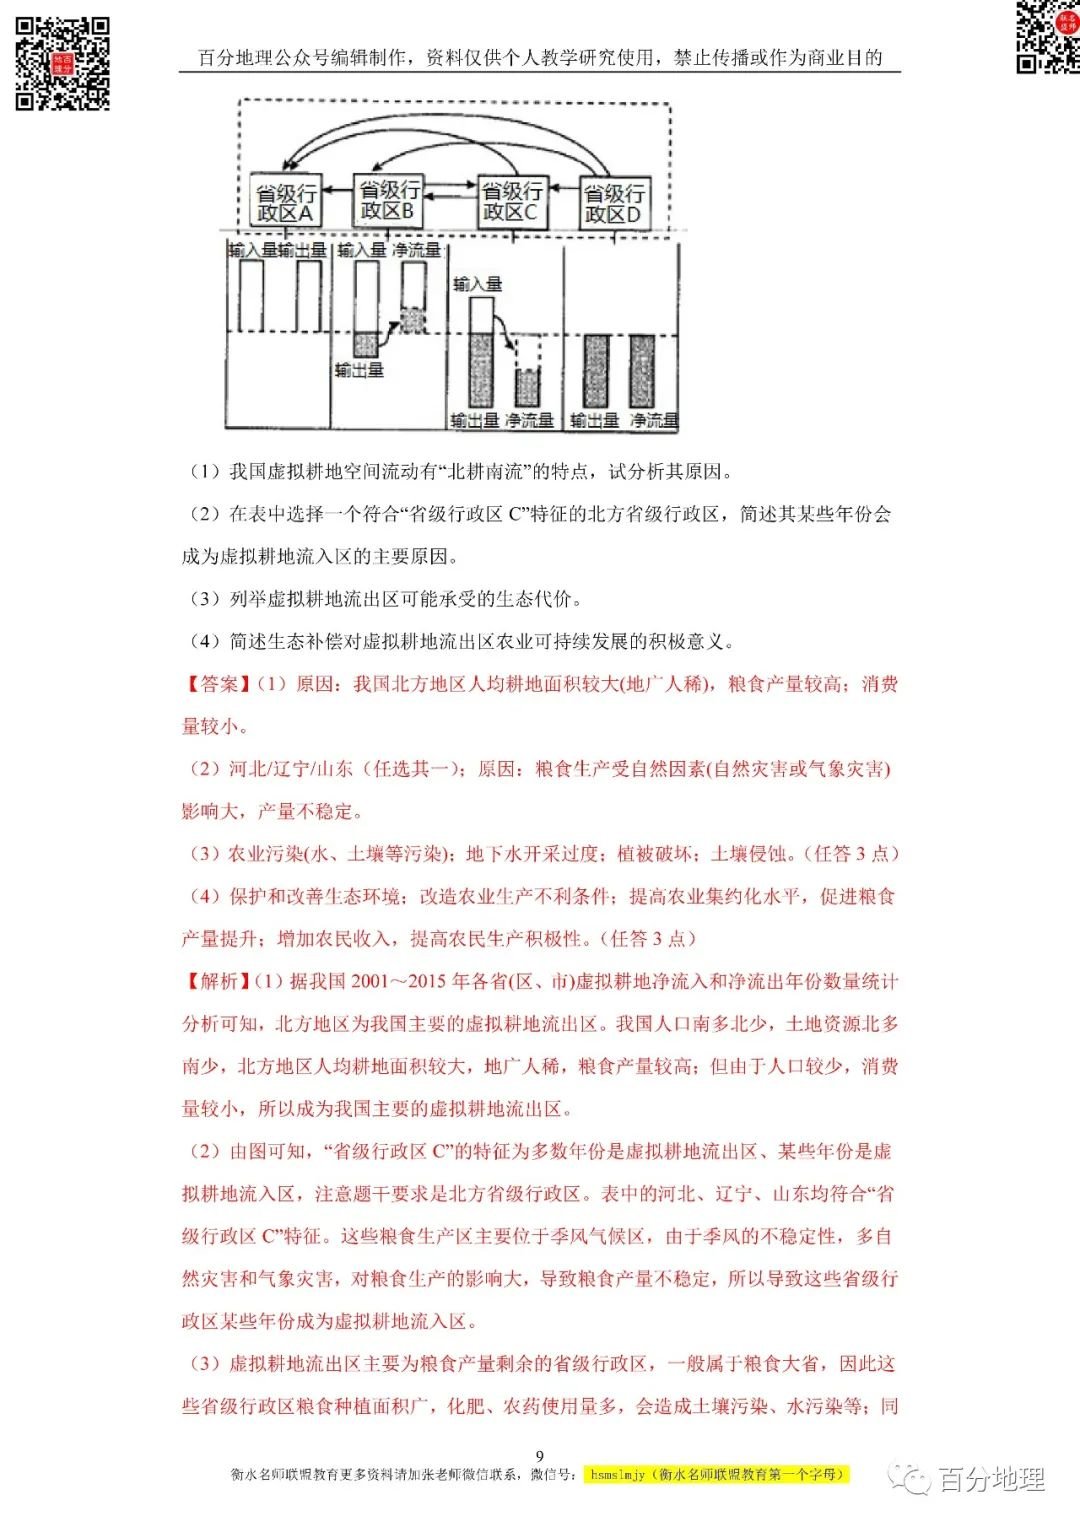 百分地理公众号编辑制作，资料仅供个人教学研究使用，禁止传播或作为商业目的
省级行政区A
省级行政区B
省级行政区C
省级行政区D
输入量输出量
输入量 净流量
输出量
输入量
输出量 净流量
输出量 净流量
（1）我国虚拟耕地空间流动有“北耕南流”的特点，试分析其原因。
（2）在表中选择一个符合“省级行政区 C”特征的北方省级行政区，简述其某些年份会
成为虚拟耕地流入区的主要原因。
（3）列举虚拟耕地流出区可能承受的生态代价。
（4）简述生态补偿对虚拟耕地流出区农业可持续发展的积极意义。
【答案】（1）原因：我国北方地区人均耕地面积较大(地广人稀)，粮食产量较高；消费
量较小。
（2）河北/辽宁/山东（任选其一）；原因：粮食生产受自然因素(自然灾害或气象灾害)
影响大，产量不稳定。
（3）农业污染(水、土壤等污染)；地下水开采过度；植被破坏；土壤侵蚀。（任答 3 点）
（4）保护和改善生态环境；改造农业生产不利条件；提高农业集约化水平，促进粮食
产量提升；增加农民收入，提高农民生产积极性。（任答 3 点）
【解析】（1）据我国 2001～2015 年各省(区、市)虚拟耕地净流入和净流出年份数量统计
分析可知，北方地区为我国主要的虚拟耕地流出区。我国人口南多北少，土地资源北多
南少，北方地区人均耕地面积较大，地广人稀，粮食产量较高；但由于人口较少，消费
量较小，所以成为我国主要的虚拟耕地流出区。
（2）由图可知，“省级行政区 C”的特征为多数年份是虚拟耕地流出区、某些年份是虚
拟耕地流入区，注意题干要求是北方省级行政区。表中的河北、辽宁、山东均符合“省
级行政区 C”特征。这些粮食生产区主要位于季风气候区，由于季风的不稳定性，多自
然灾害和气象灾害，对粮食生产的影响大，导致粮食产量不稳定，所以导致这些省级行
政区某些年份成为虚拟耕地流入区。
（3）虚拟耕地流出区主要为粮食产量剩余的省级行政区，一般属于粮食大省，因此这
些省级行政区粮食种植面积广，化肥、农药使用量多，会造成土壤污染、水污染等；同
9
衡水名师联盟教育更多资料请加张老师微信联系，微信号： hsmslmjy（衡水名师联盟教育第一个字母）
百分地理